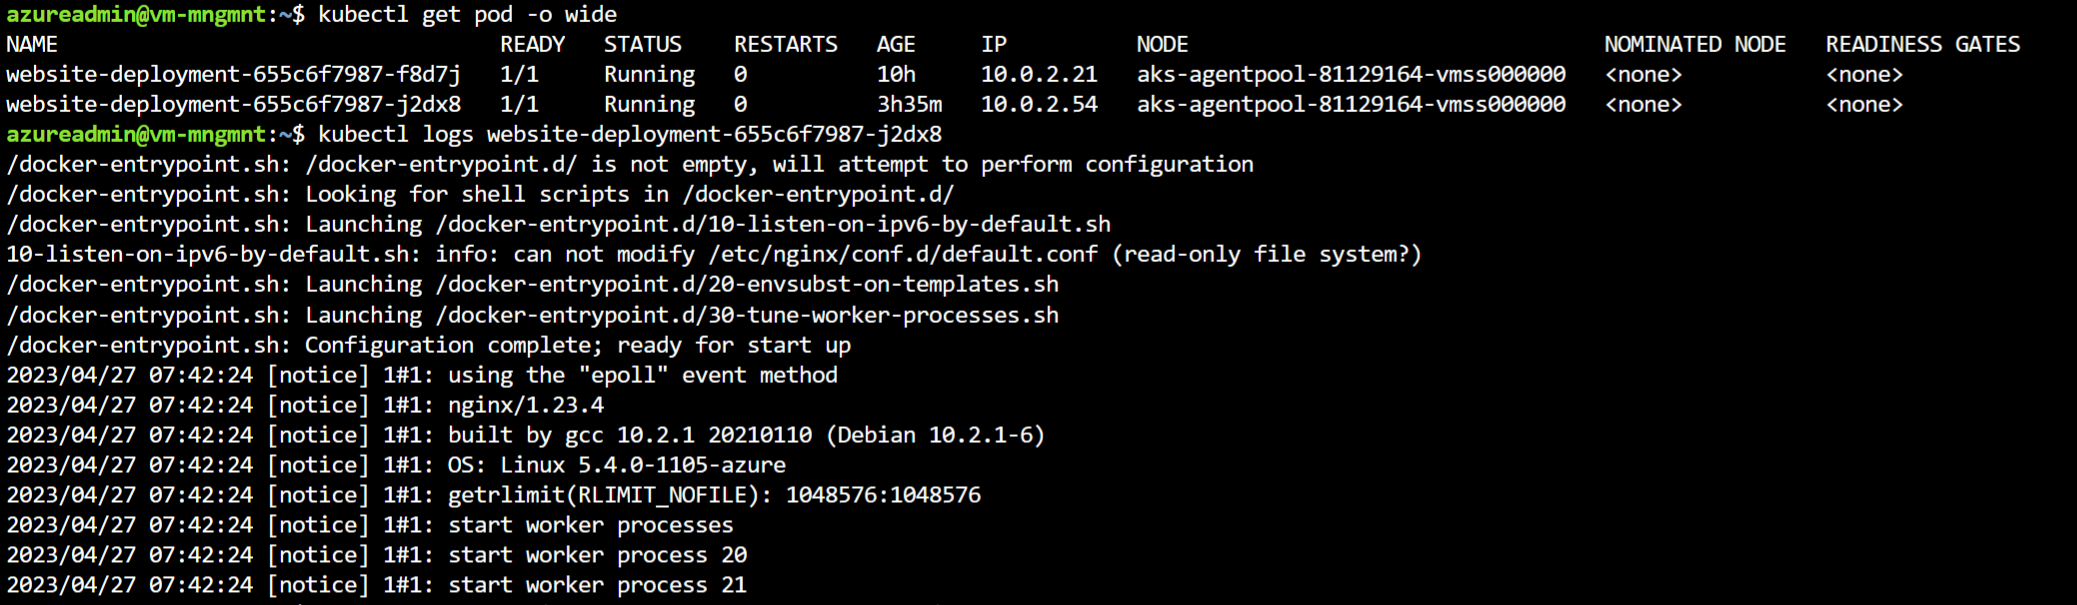 azureadmin@vm-mngmnt:~$ kubectl get pod -o wide
NAME READY STATUS RESTARTS AGE IP NODE NOMINATED NODE READINESS GATES
website-deployment-655c6f7987-f8d7j 1/1 Running 0 10h 10.0.2.21 aks-agentpool-81129164-vmss000000 <none> <none>
website-deployment-655c6f7987-j2dx8 1/1 Running 0 3h35m 10.0.2.54 aks-agentpool-81129164-vmss000000 <none> <none>
azureadmin@vm-mngmnt:~$ kubectl logs website-deployment-655c6f7987-j2dx8
/docker-entrypoint.sh: /docker-entrypoint.d/ is not empty, will attempt to perform configuration
/docker-entrypoint.sh: Looking for shell scripts in /docker-entrypoint.d/
/docker-entrypoint.sh: Launching /docker-entrypoint.d/10-listen-on-ipv6-by-default.sh
10-listen-on-ipv6-by-default.sh: info: can not modify /etc/nginx/conf.d/default.conf (read-only file system?)
/docker-entrypoint.sh: Launching /docker-entrypoint.d/20-envsubst-on-templates.sh
/docker-entrypoint.sh: Launching /docker-entrypoint.d/30-tune-worker-processes.sh
/docker-entrypoint.sh: Configuration complete; ready for start up
2023/04/27 07:42:24 [notice] 1#1: using the "epoll" event method
2023/04/27 07:42:24 [notice] 1#1: nginx/1.23.4
2023/04/27 07:42:24 [notice] 1#1: built by gcc 10.2.1 20210110 (Debian 10.2.1-6)
2023/04/27 07:42:24 [notice] 1#1: OS: Linux 5.4.0-1105-azure
2023/04/27 07:42:24 [notice] 1#1: getrlimit(RLIMIT_NOFILE): 1048576:1048576
2023/04/27 07:42:24 [notice] 1#1: start worker processes
2023/04/27 07:42:24 [notice] 1#1: start worker process 20
2023/04/27 07:42:24 [notice] 1#1: start worker process 21